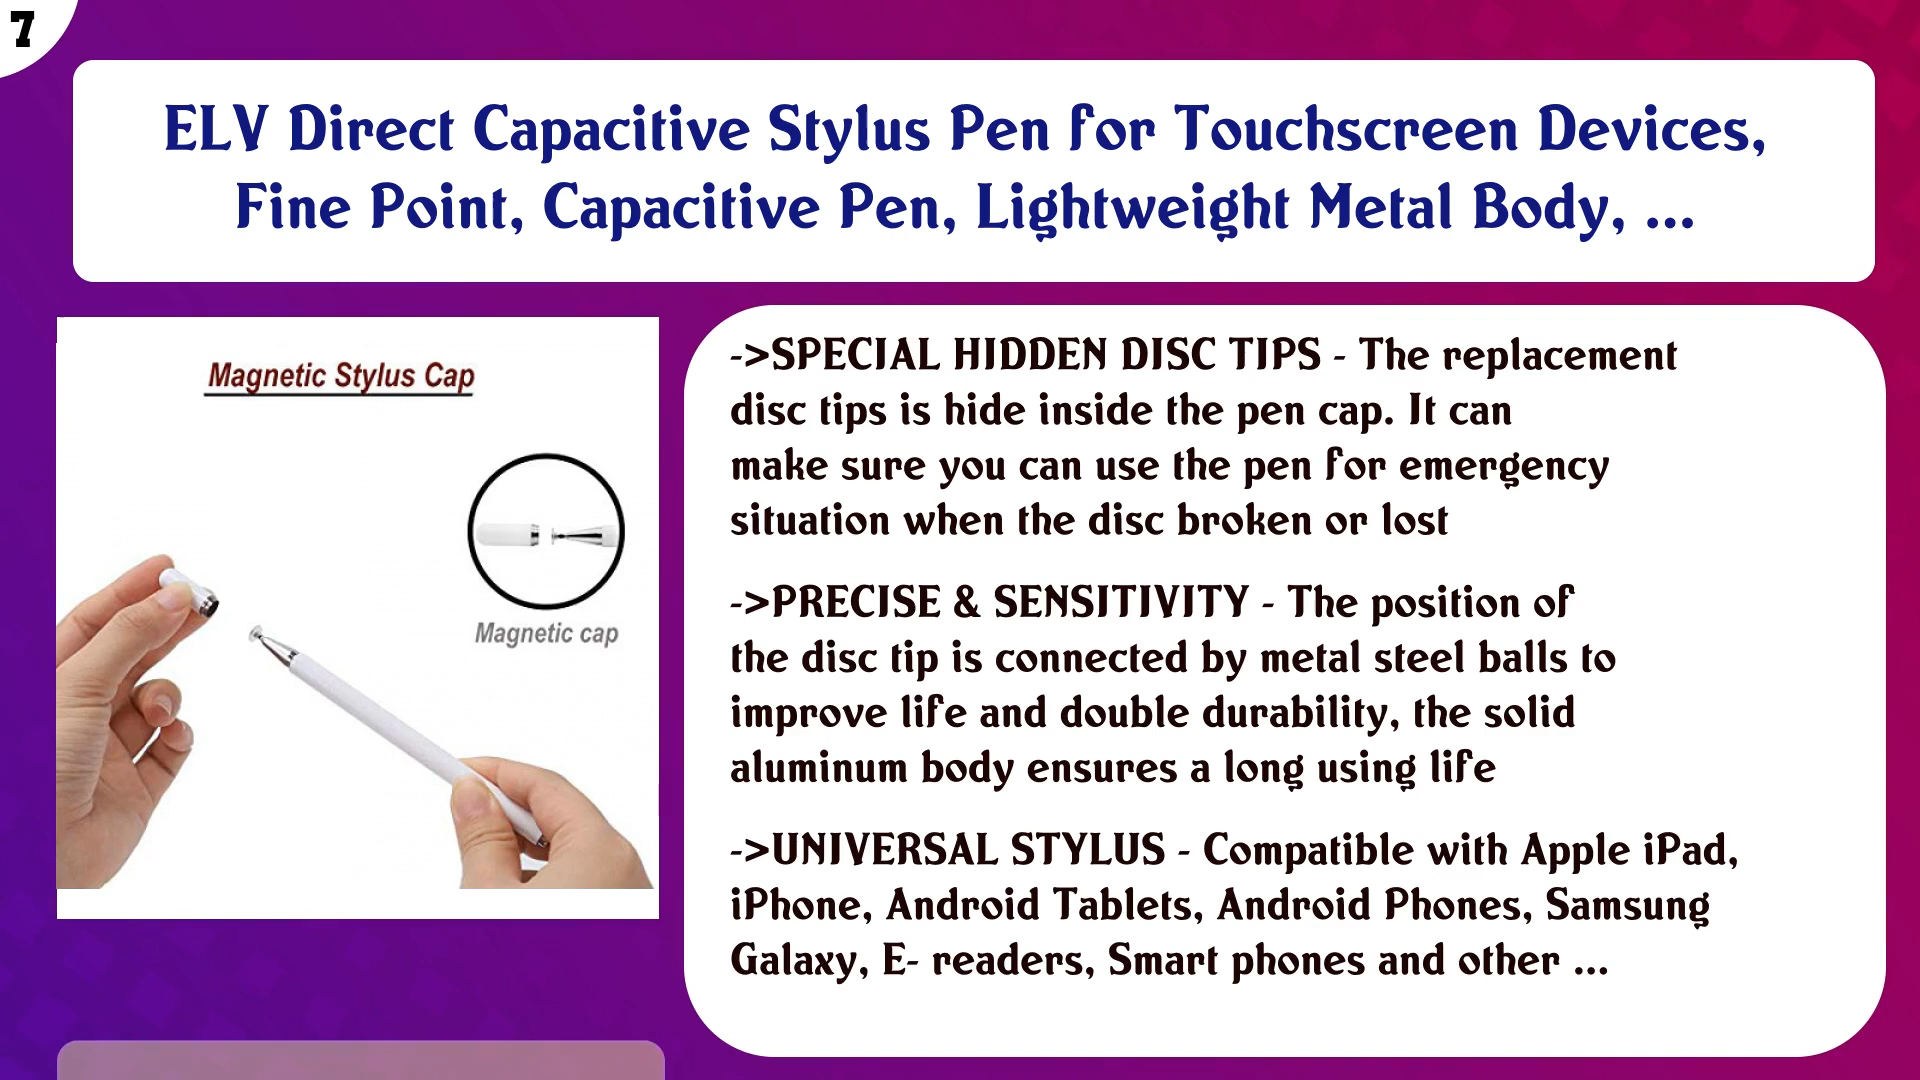 7
ELV Direct Capacitive Stylus Pen for Touchscreen Devices,
Fine Point, Capacitive Pen, Lightweight Metal Body, ...
Magnetic Stylus Cap
Magnetic cap
->SPECIAL HIDDEN DISC TIPS - The replacement
disc tips is hide inside the pen cap. It can
make sure you can use the pen for emergency
situation when the disc broken or lost
->PRECISE & SENSITIVITY - The position of
the disc tip is connected by metal steel balls to
improve life and double durability, the solid
aluminum body ensures a long using life
->UNIVERSAL STYLUS - Compatible with Apple iPad,
iPhone, Android Tablets, Android Phones, Samsung
Galaxy, E- readers, Smart phones and other ...